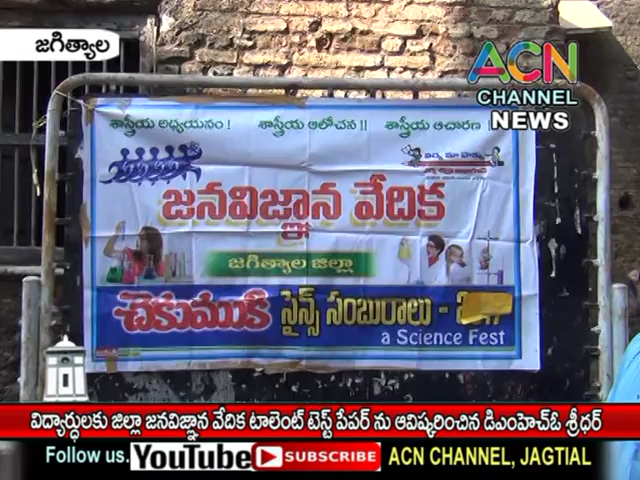 జగిత్యాల
ACN
CHANNEL
NEWS
శాస్త్రీయ అధ్యయనం ! శాస్త్రీయ ఆలోచన !! శాస్త్రీయ ఆచారణ !
జనవిజ్ఞాన వేదిక
జగిత్యాల జిల్లా
చెకుముకి సైన్స్ సంబురాలు -
a Science Fest
విద్యార్ధులకు జిల్లా జనవిజ్ఞాన వేదిక టాలెంట్ టెస్ట్ పేపర్ ను ఆవిష్కరించిన డిఎంహెచ్ఓ శ్రీధర్
Follow us. YouTube SUBSCRIBE ACN CHANNEL, JAGTIAL